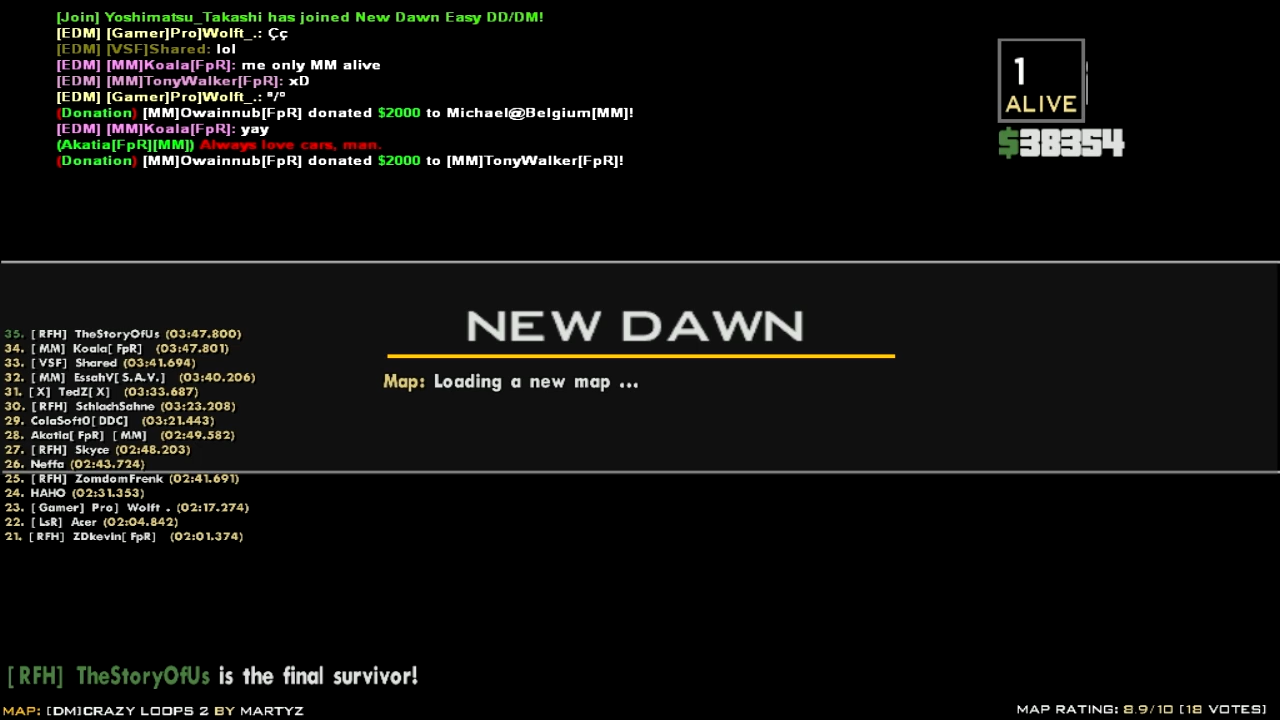 [Join] Yoshimatsu_Takashi has joined New Dawn Easy DD/DM!
[EDM] [Gamer]Pro]Wolft_.: Çç
[EDM] [VSF]Shared: lol
[EDM] [MM]Koala[FpR]: me only MM alive
[EDM] [MM]TonyWalker[FpR]: xD
[EDM] [Gamer]Pro]Wolft_.: ª/º
(Donation) [MM]Owainnub[FpR] donated $2000 to Michael@Belgium[MM]!
[EDM] [MM]Koala[FpR]: yay
(Akatia[FpR][MM]) Always love cars, man.
(Donation) [MM]Owainnub[FpR] donated $2000 to [MM]TonyWalker[FpR]!
1
ALIVE
$38354
NEW DAWN
Map: Loading a new map ...
35. [RFH] TheStoryOfUs (03:47.800)
34. [MM] Koala[FpR] (03:47.801)
33. [VSF] Shared (03:41.694)
32. [MM] EssahV[S.A.V.] (03:40.206)
31. [X] TedZ[X] (03:33.687)
30. [RFH] SchlachSahne (03:23.208)
29. ColaSoft0[DDC] (03:21.443)
28. Akatia[FpR] [MM] (02:49.582)
27. [RFH] Skyce (02:48.203)
26. Neffa (02:43.724)
25. [RFH] ZomdomFrenk (02:41.691)
24. HAHO (02:31.353)
23. [Gamer] Pro] Wolft . (02:17.274)
22. [LsR] Acer (02:04.842)
21. [RFH] ZDkevin[FpR] (02:01.374)
[RFH] TheStoryOfUs is the final survivor!
MAP: [DM]CRAZY LOOPS 2 BY MARTYZ
MAP RATING: 8.9/10 [18 VOTES]